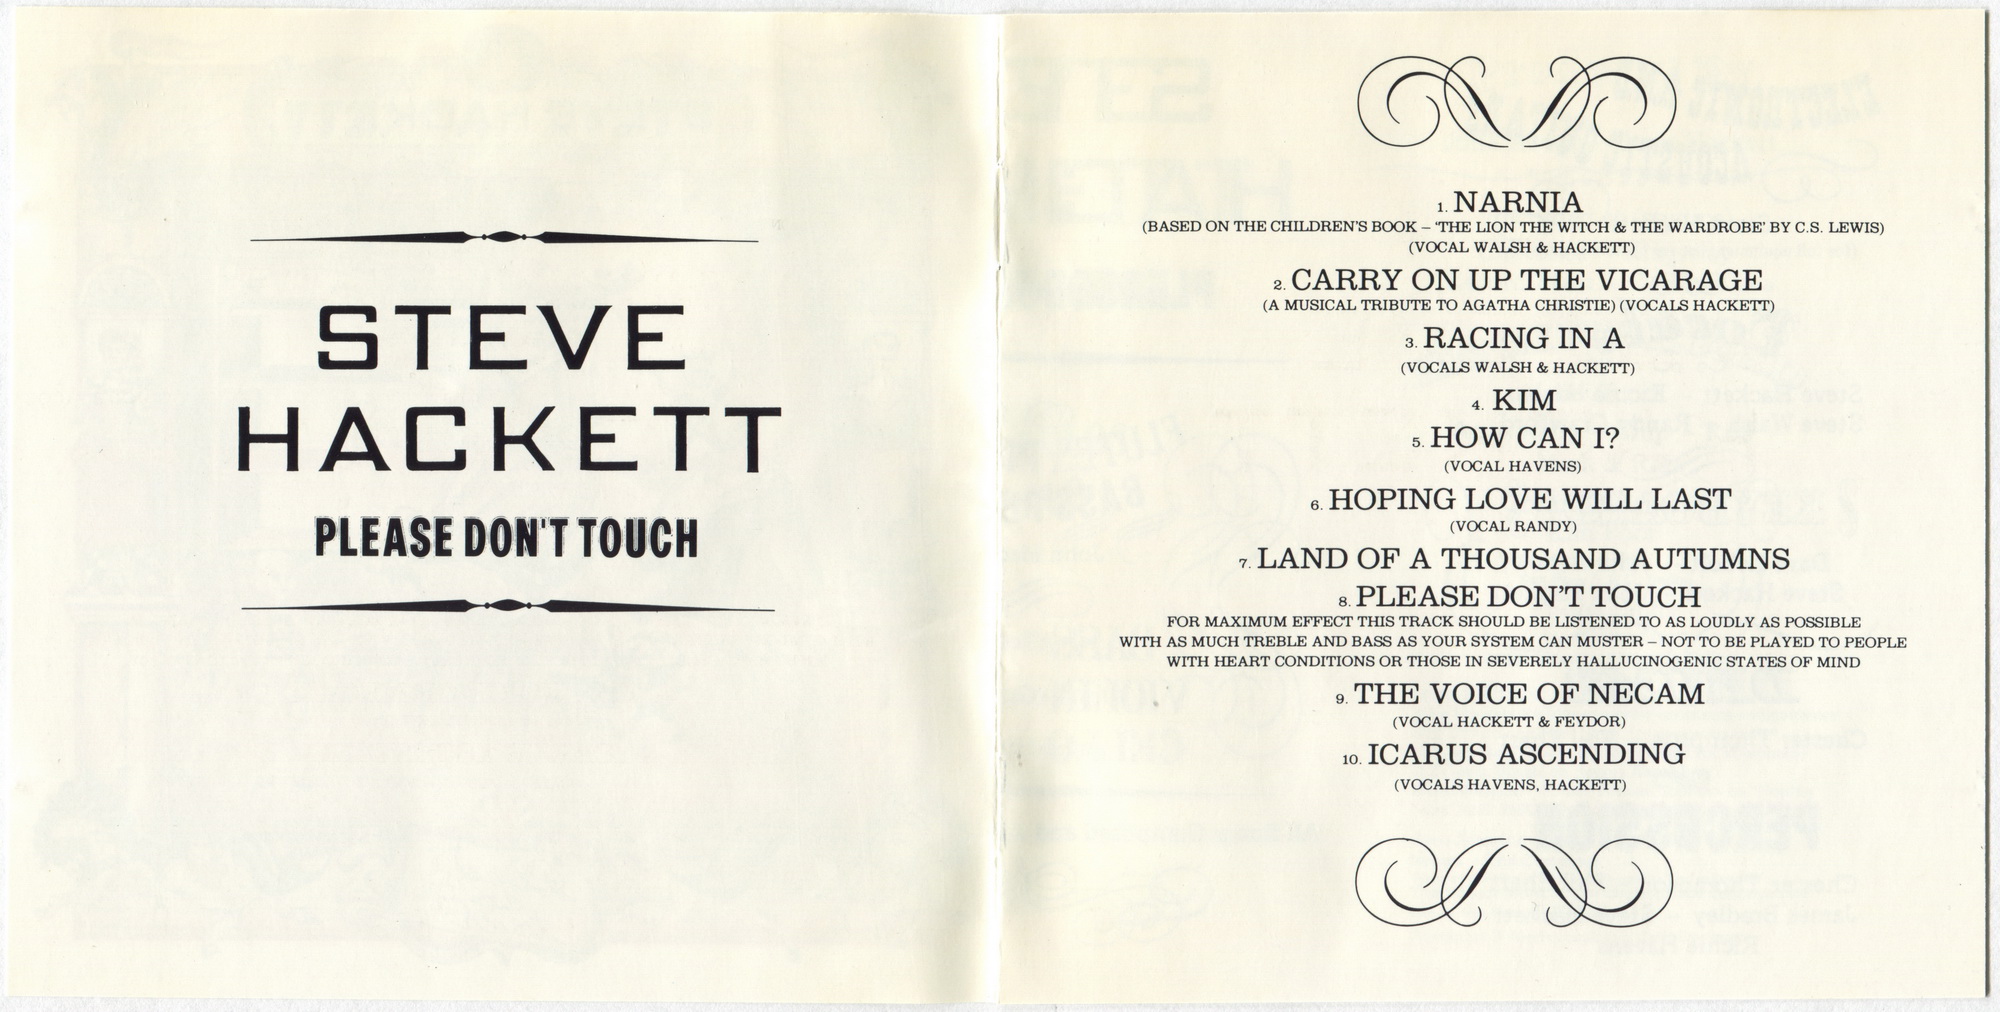 STEVE
HACKETT
PLEASE DON'T TOUCH
1. NARNIA
(BASED ON THE CHILDREN'S BOOK – 'THE LION THE WITCH & THE WARDROBE' BY C.S. LEWIS)
(VOCAL WALSH & HACKETT)
2. CARRY ON UP THE VICARAGE
(A MUSICAL TRIBUTE TO AGATHA CHRISTIE) (VOCALS HACKETT)
3. RACING IN A
(VOCALS WALSH & HACKETT)
4. KIM
5. HOW CAN I?
(VOCAL HAVENS)
6. HOPING LOVE WILL LAST
(VOCAL RANDY)
7. LAND OF A THOUSAND AUTUMNS
8. PLEASE DON'T TOUCH
FOR MAXIMUM EFFECT THIS TRACK SHOULD BE LISTENED TO AS LOUDLY AS POSSIBLE
WITH AS MUCH TREBLE AND BASS AS YOUR SYSTEM CAN MUSTER – NOT TO BE PLAYED TO PEOPLE
WITH HEART CONDITIONS OR THOSE IN SEVERELY HALLUCINOGENIC STATES OF MIND
9. THE VOICE OF NECAM
(VOCAL HACKETT & FEYDOR)
10. ICARUS ASCENDING
(VOCALS HAVENS, HACKETT)